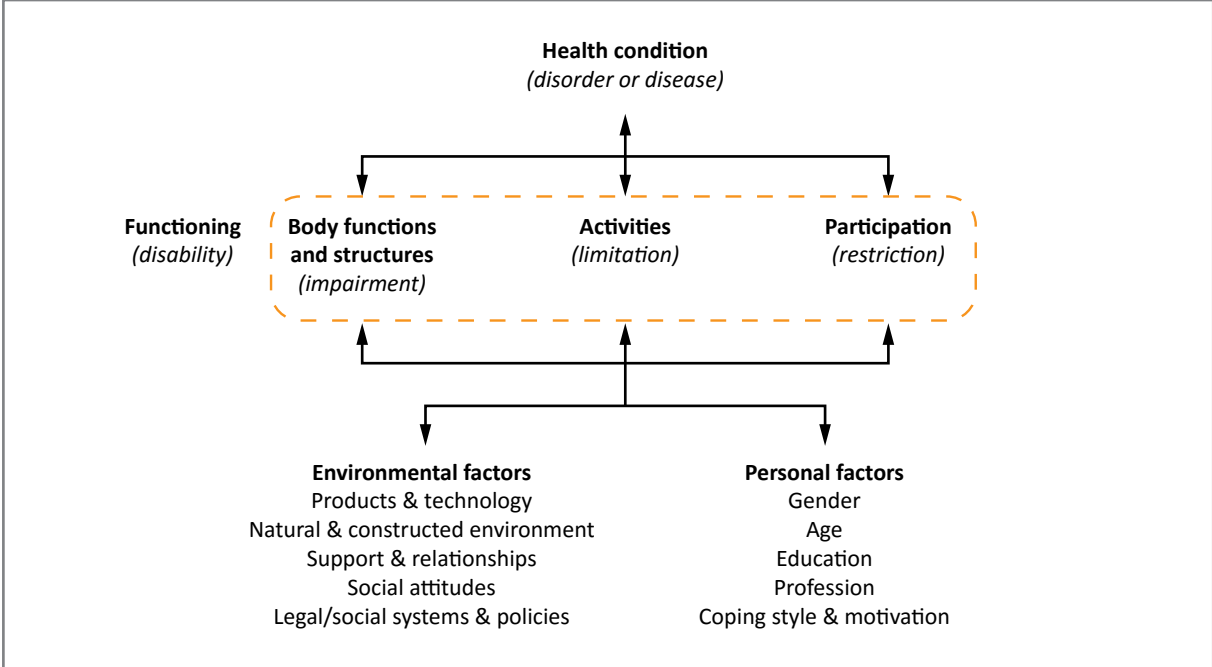 Health condition
(disorder or disease)
Functioning
(disability)
Body functions
and structures
(impairment)
Activities
(limitation)
Participation
(restriction)
Environmental factors
Products & technology
Natural & constructed environment
Support & relationships
Social attitudes
Legal/social systems & policies
Personal factors
Gender
Age
Education
Profession
Coping style & motivation